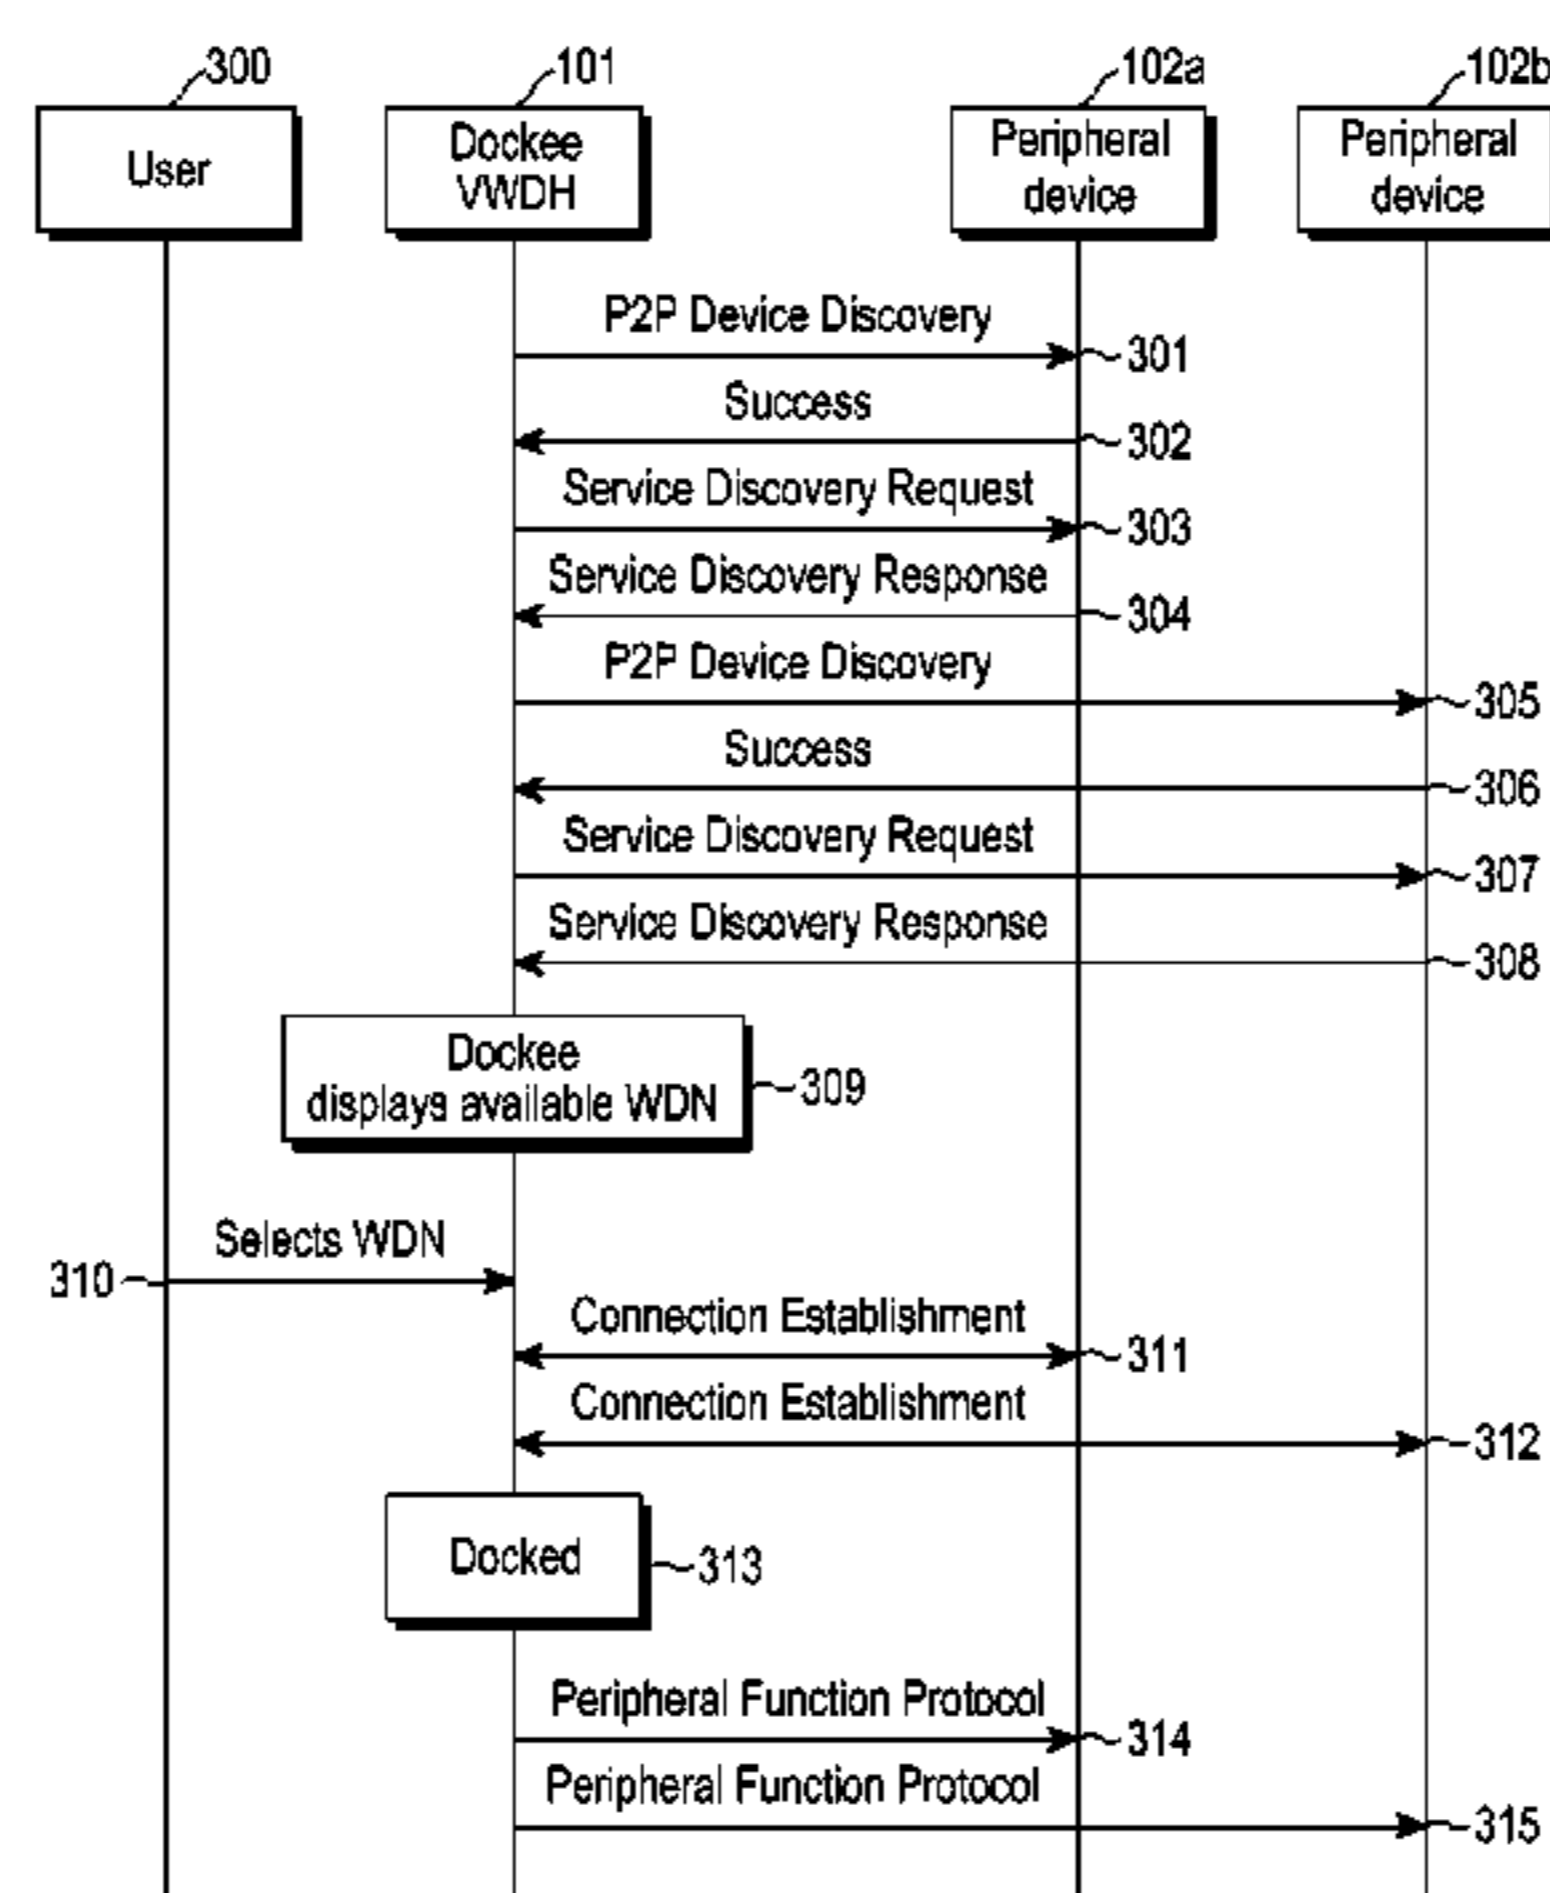 300
101
102a
102b
User
Dockee
VWDH
Peripheral
device
Peripheral
device
P2P Device Discovery
301
Success
302
Service Discovery Request
303
Service Discovery Response
304
P2P Device Discovery
305
Success
306
Service Discovery Request
307
Service Discovery Response
308
Dockee
displays available WDN
309
Selects WDN
310
Connection Establishment
311
Connection Establishment
312
Docked
313
Peripheral Function Protocol
314
Peripheral Function Protocol
315